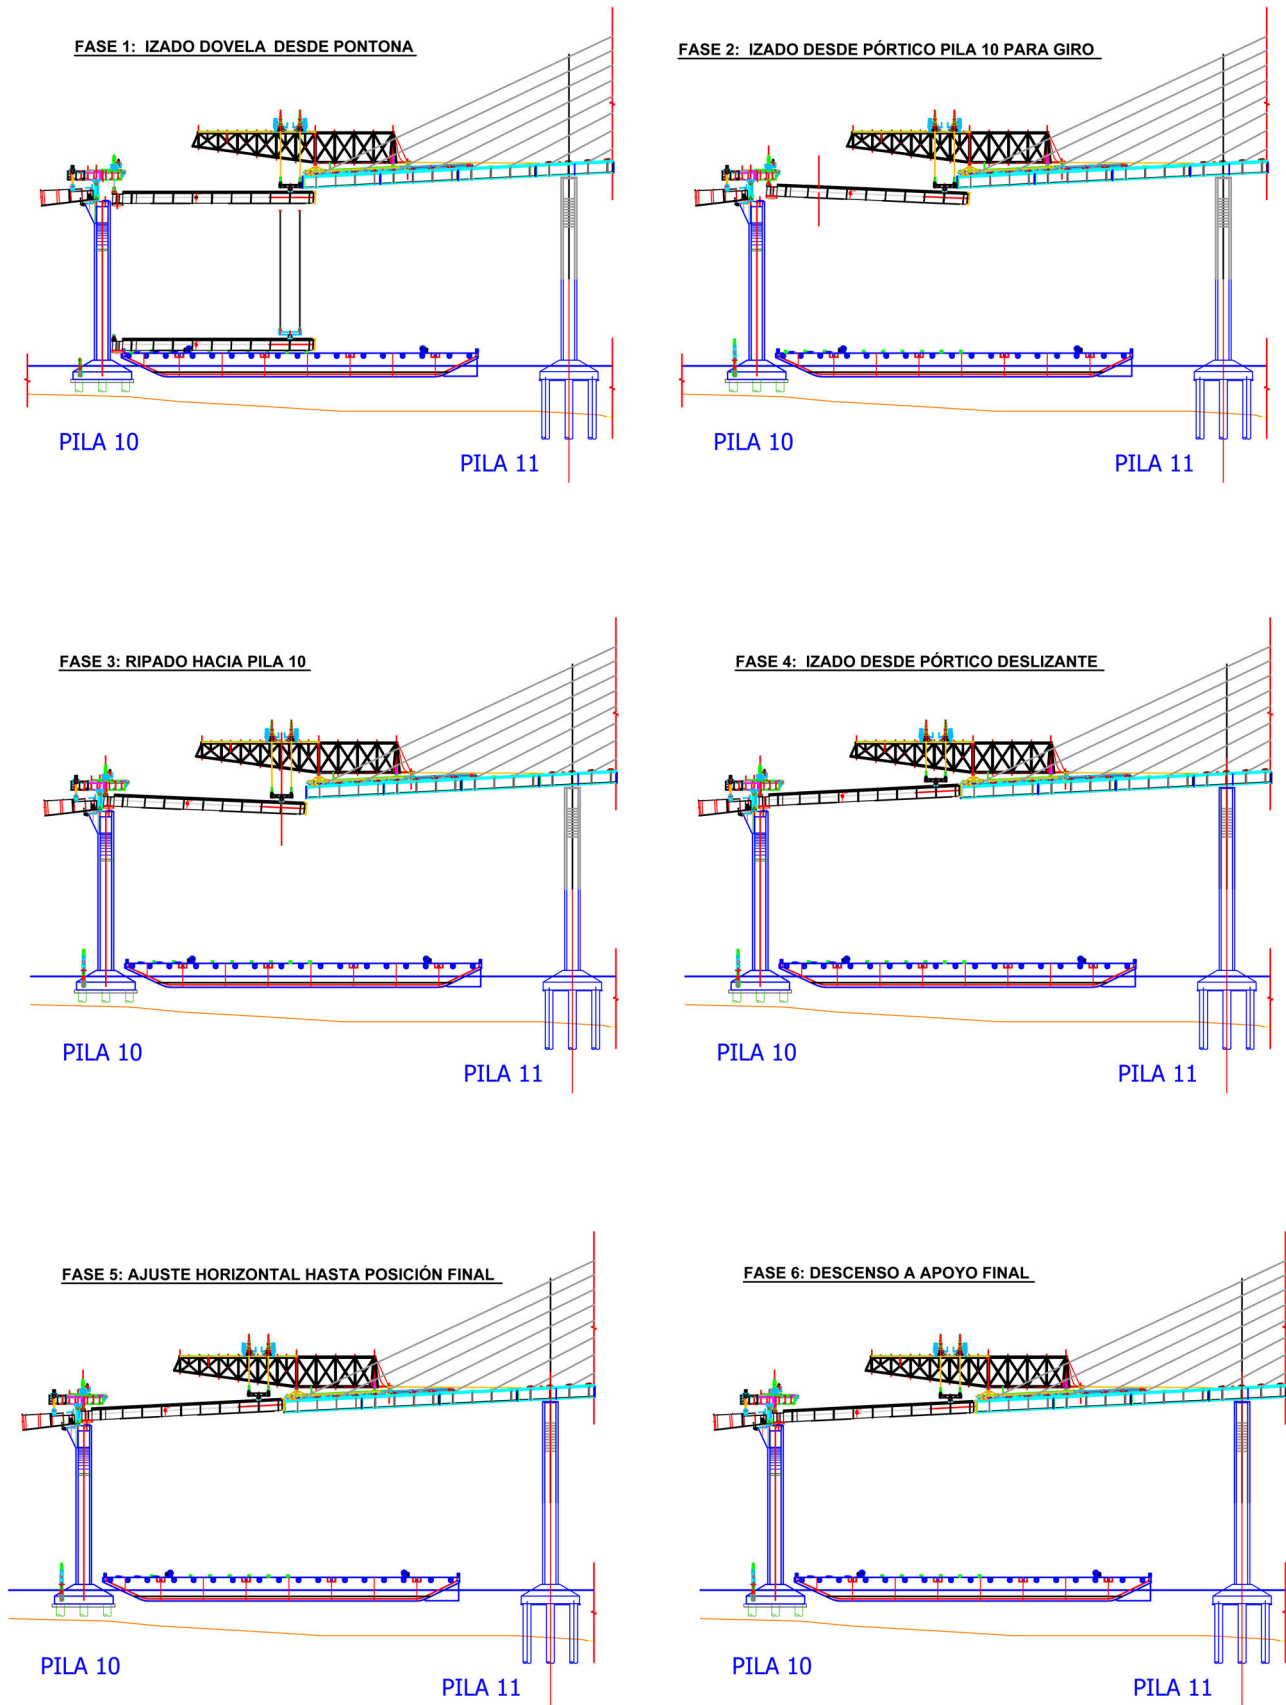 FASE 1: IZADO DOVELA DESDE PONTONA
FASE 2: IZADO DESDE PÓRTICO PILA 10 PARA GIRO
PILA 10
PILA 11
PILA 10
PILA 11
FASE 3: RIPADO HACIA PILA 10
FASE 4: IZADO DESDE PÓRTICO DESLIZANTE
PILA 10
PILA 11
PILA 10
PILA 11
FASE 5: AJUSTE HORIZONTAL HASTA POSICIÓN FINAL
FASE 6: DESCENSO A APOYO FINAL
PILA 10
PILA 11
PILA 10
PILA 11